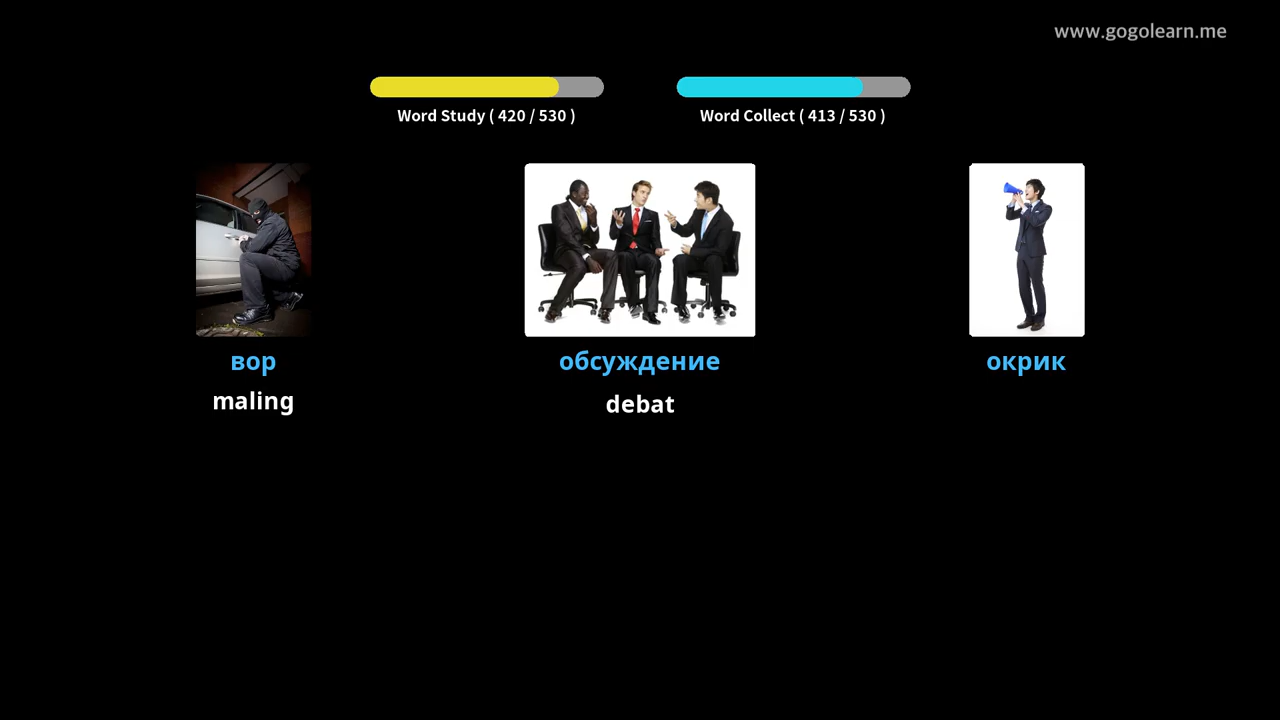 www.gogolearn.me
Word Study ( 420 / 530 )
Word Collect ( 413 / 530 )
вор
обсуждение
окрик
maling
debat